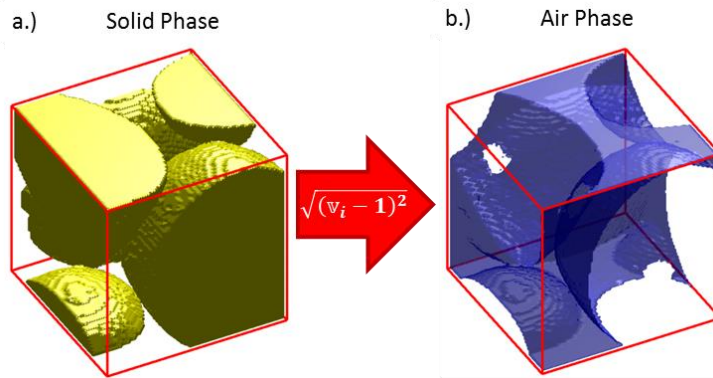 a.) Solid Phase
b.) Air Phase
√(𝕧ᵢ − 1)²